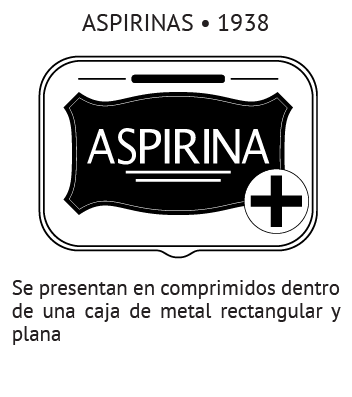 ASPIRINAS • 1938
ASPIRINA
Se presentan en comprimidos dentro
de una caja de metal rectangular y
plana